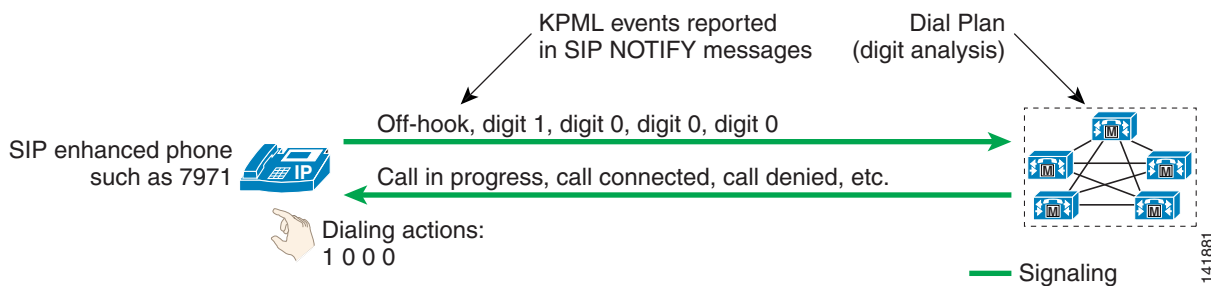 KPML events reported
in SIP NOTIFY messages
Dial Plan
(digit analysis)
Off-hook, digit 1, digit 0, digit 0, digit 0
SIP enhanced phone
such as 7971
IP
Call in progress, call connected, call denied, etc.
M
M
M
M
M
Dialing actions:
1 0 0 0
Signaling
141881